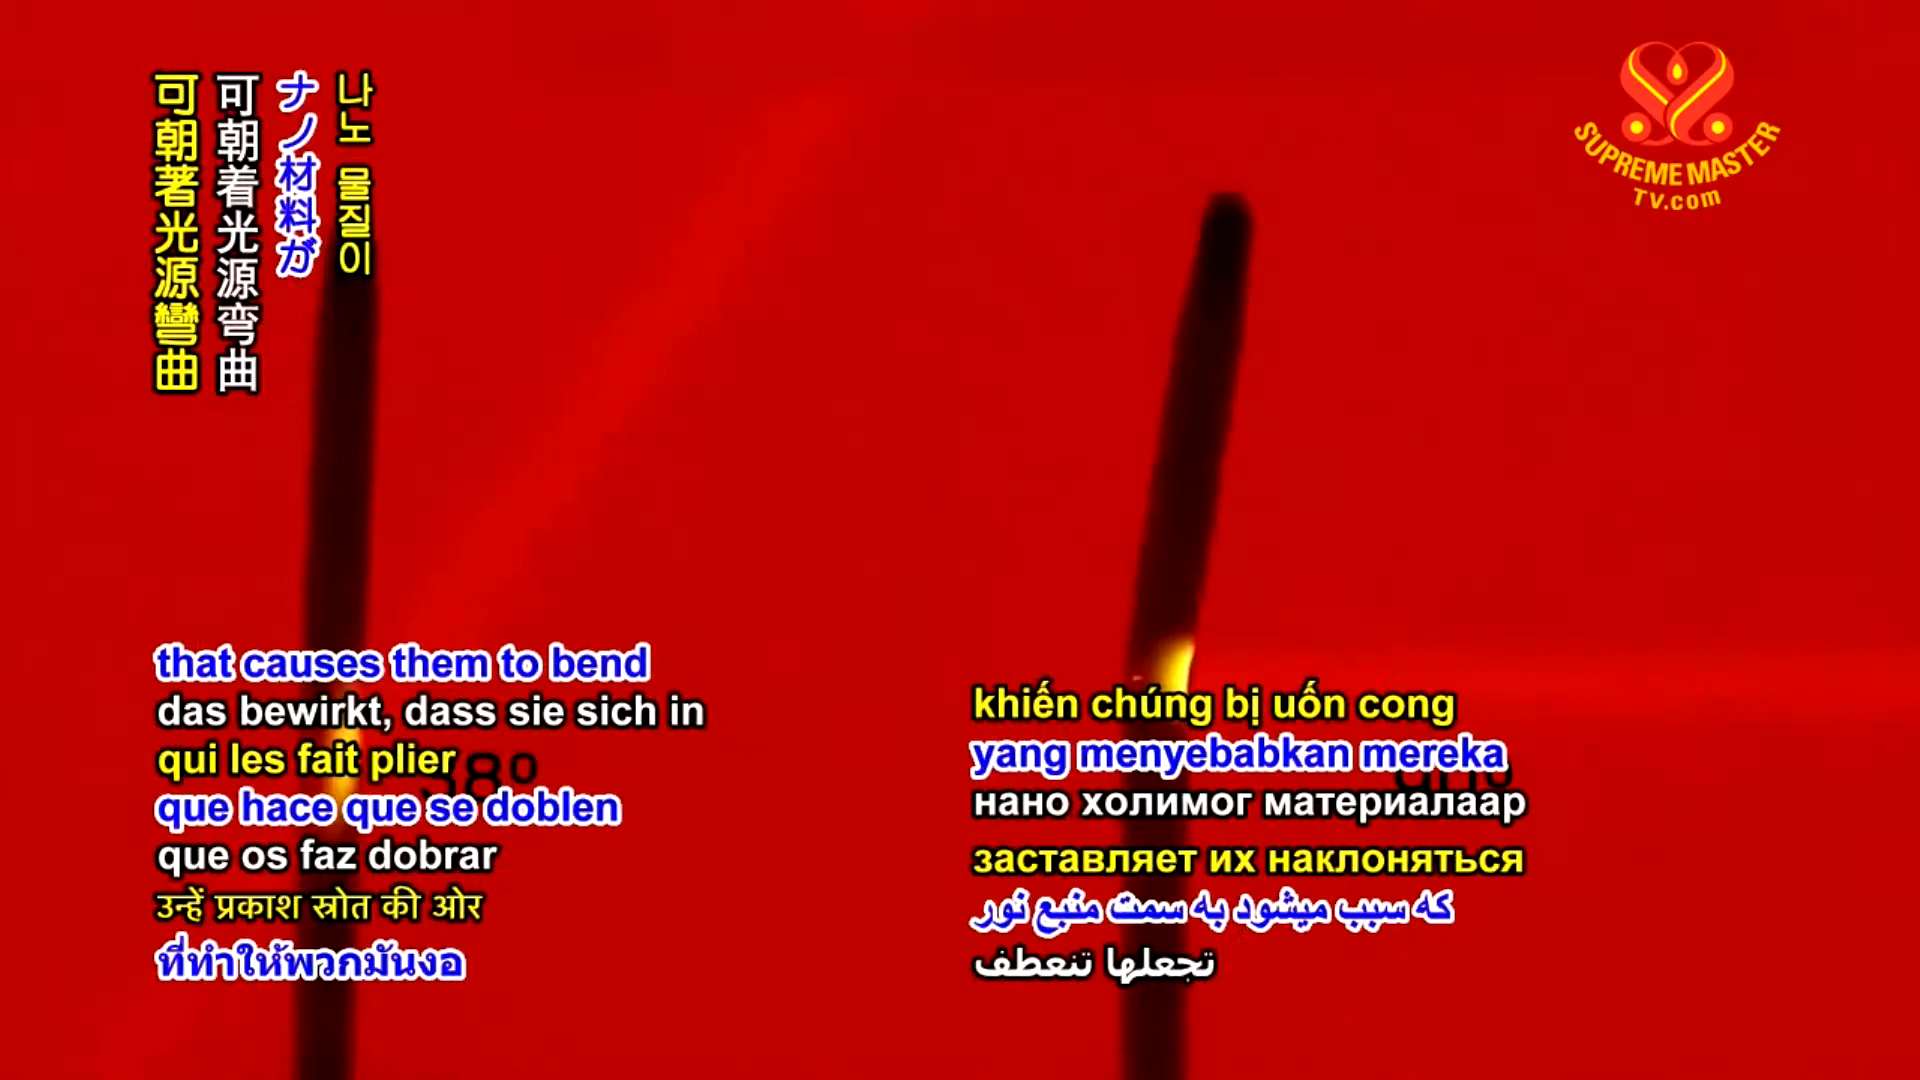 可朝著光源彎曲
可朝着光源弯曲
ナノ材料が
나노 물질이
SUPREME MASTER
TV.com
that causes them to bend
das bewirkt, dass sie sich in
qui les fait plier
que hace que se doblen
que os faz dobrar
उन्हें प्रकाश स्रोत की ओर
ที่ทำให้พวกมันงอ
khiến chúng bị uốn cong
yang menyebabkan mereka
нано холимог материалаар
заставляет их наклоняться
که سبب میشود به سمت منبع نور
تجعلها تنعطف